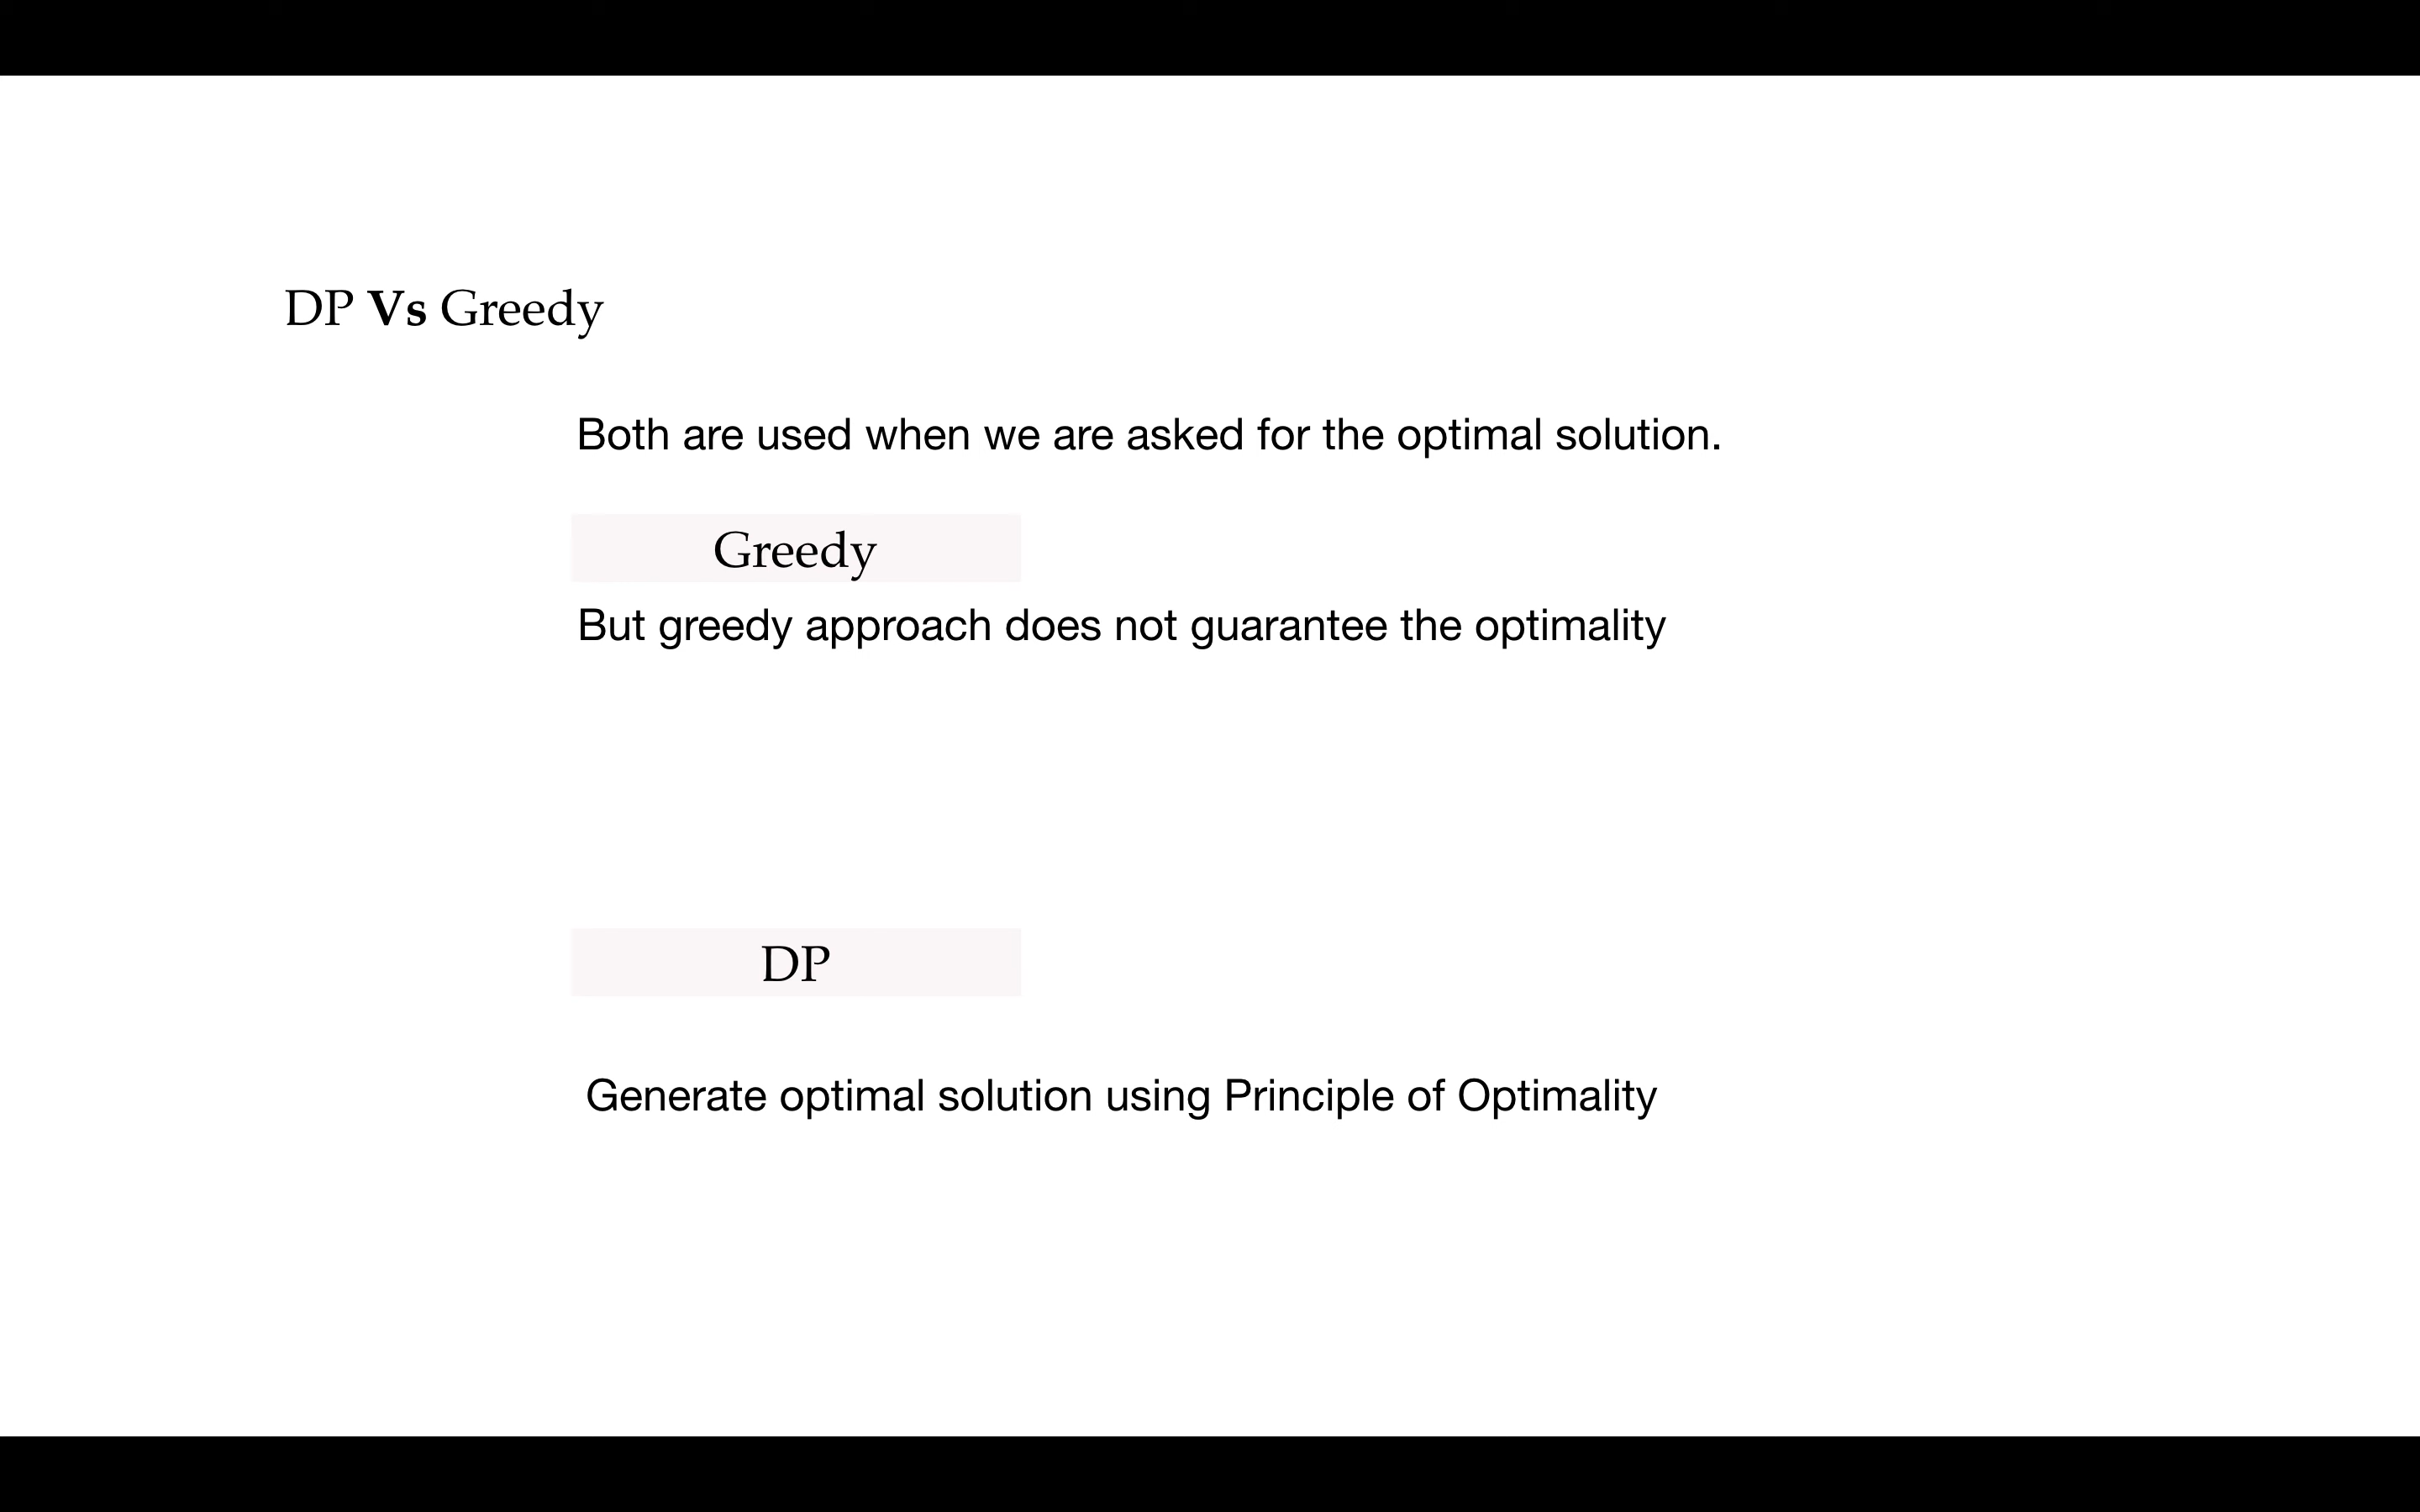 DP Vs Greedy
Both are used when we are asked for the optimal solution.
Greedy
But greedy approach does not guarantee the optimality
DP
Generate optimal solution using Principle of Optimality